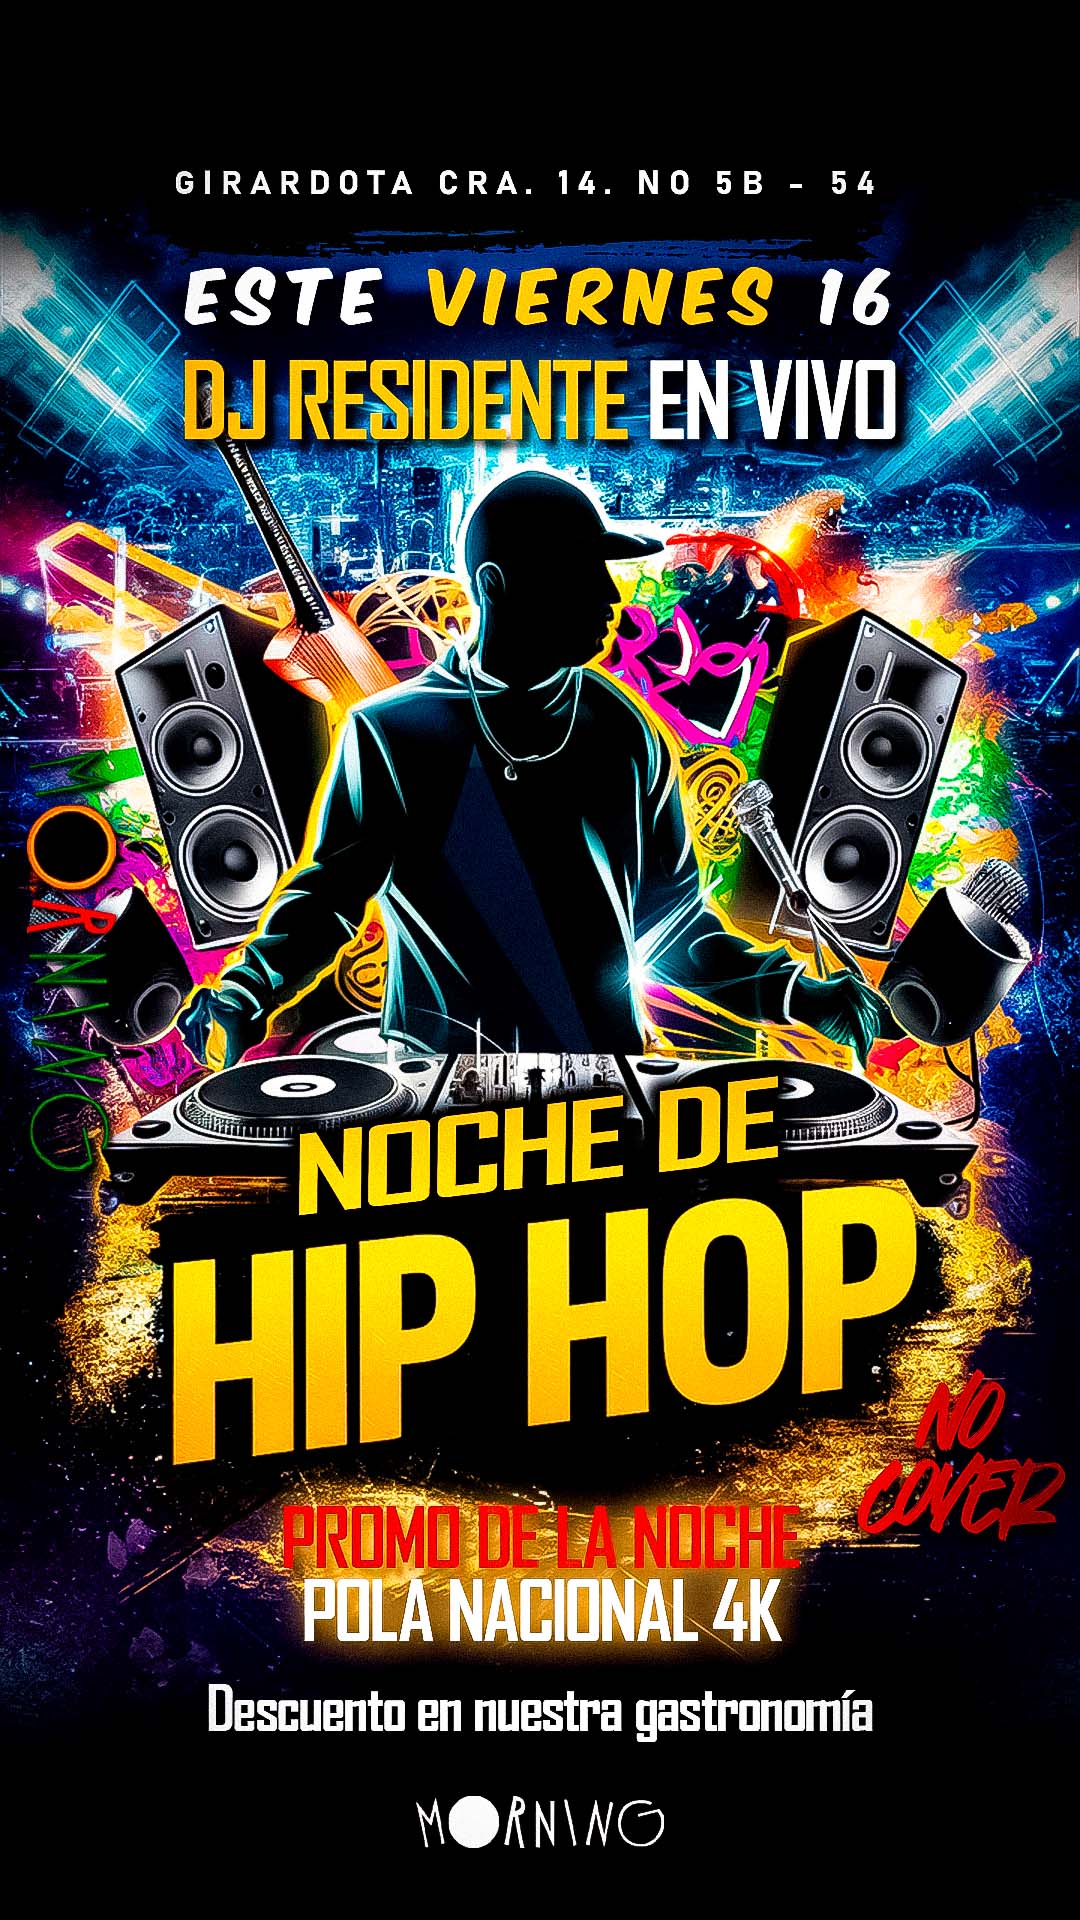 GIRARDOTA CRA. 14. NO 5B - 54
ESTE VIERNES 16
DJ RESIDENTE EN VIVO
MORNING
NOCHE DE
HIP HOP
NO
COVER
PROMO DE LA NOCHE
POLA NACIONAL 4K
Descuento en nuestra gastronomía
MORNING